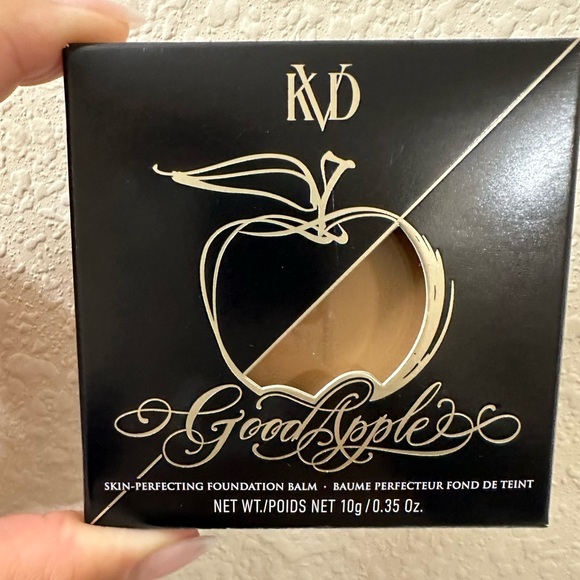 KVD
Good Apple
SKIN-PERFECTING FOUNDATION BALM · BAUME PERFECTEUR FOND DE TEINT
NET WT./POIDS NET 10g/0.35 Oz.